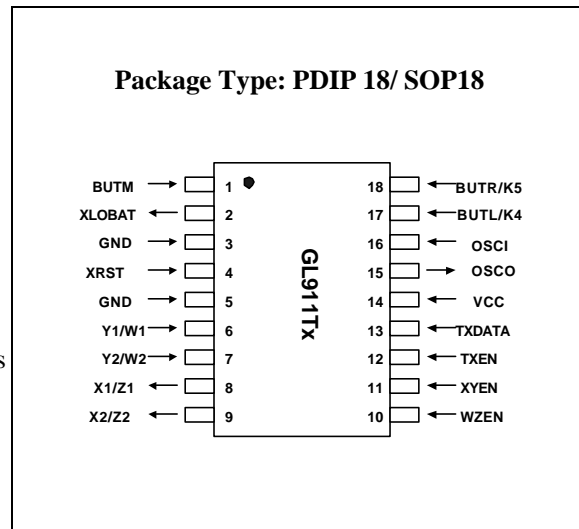 Package Type: PDIP 18/ SOP18
BUTM 1 18 BUTR/K5
XLOBAT 2 17 BUTL/K4
GND 3 16 OSCI
XRST 4 15 OSCO
GND 5 14 VCC
Y1/W1 6 13 TXDATA
Y2/W2 7 12 TXEN
X1/Z1 8 11 XYEN
X2/Z2 9 10 WZEN
GL911Tx
s